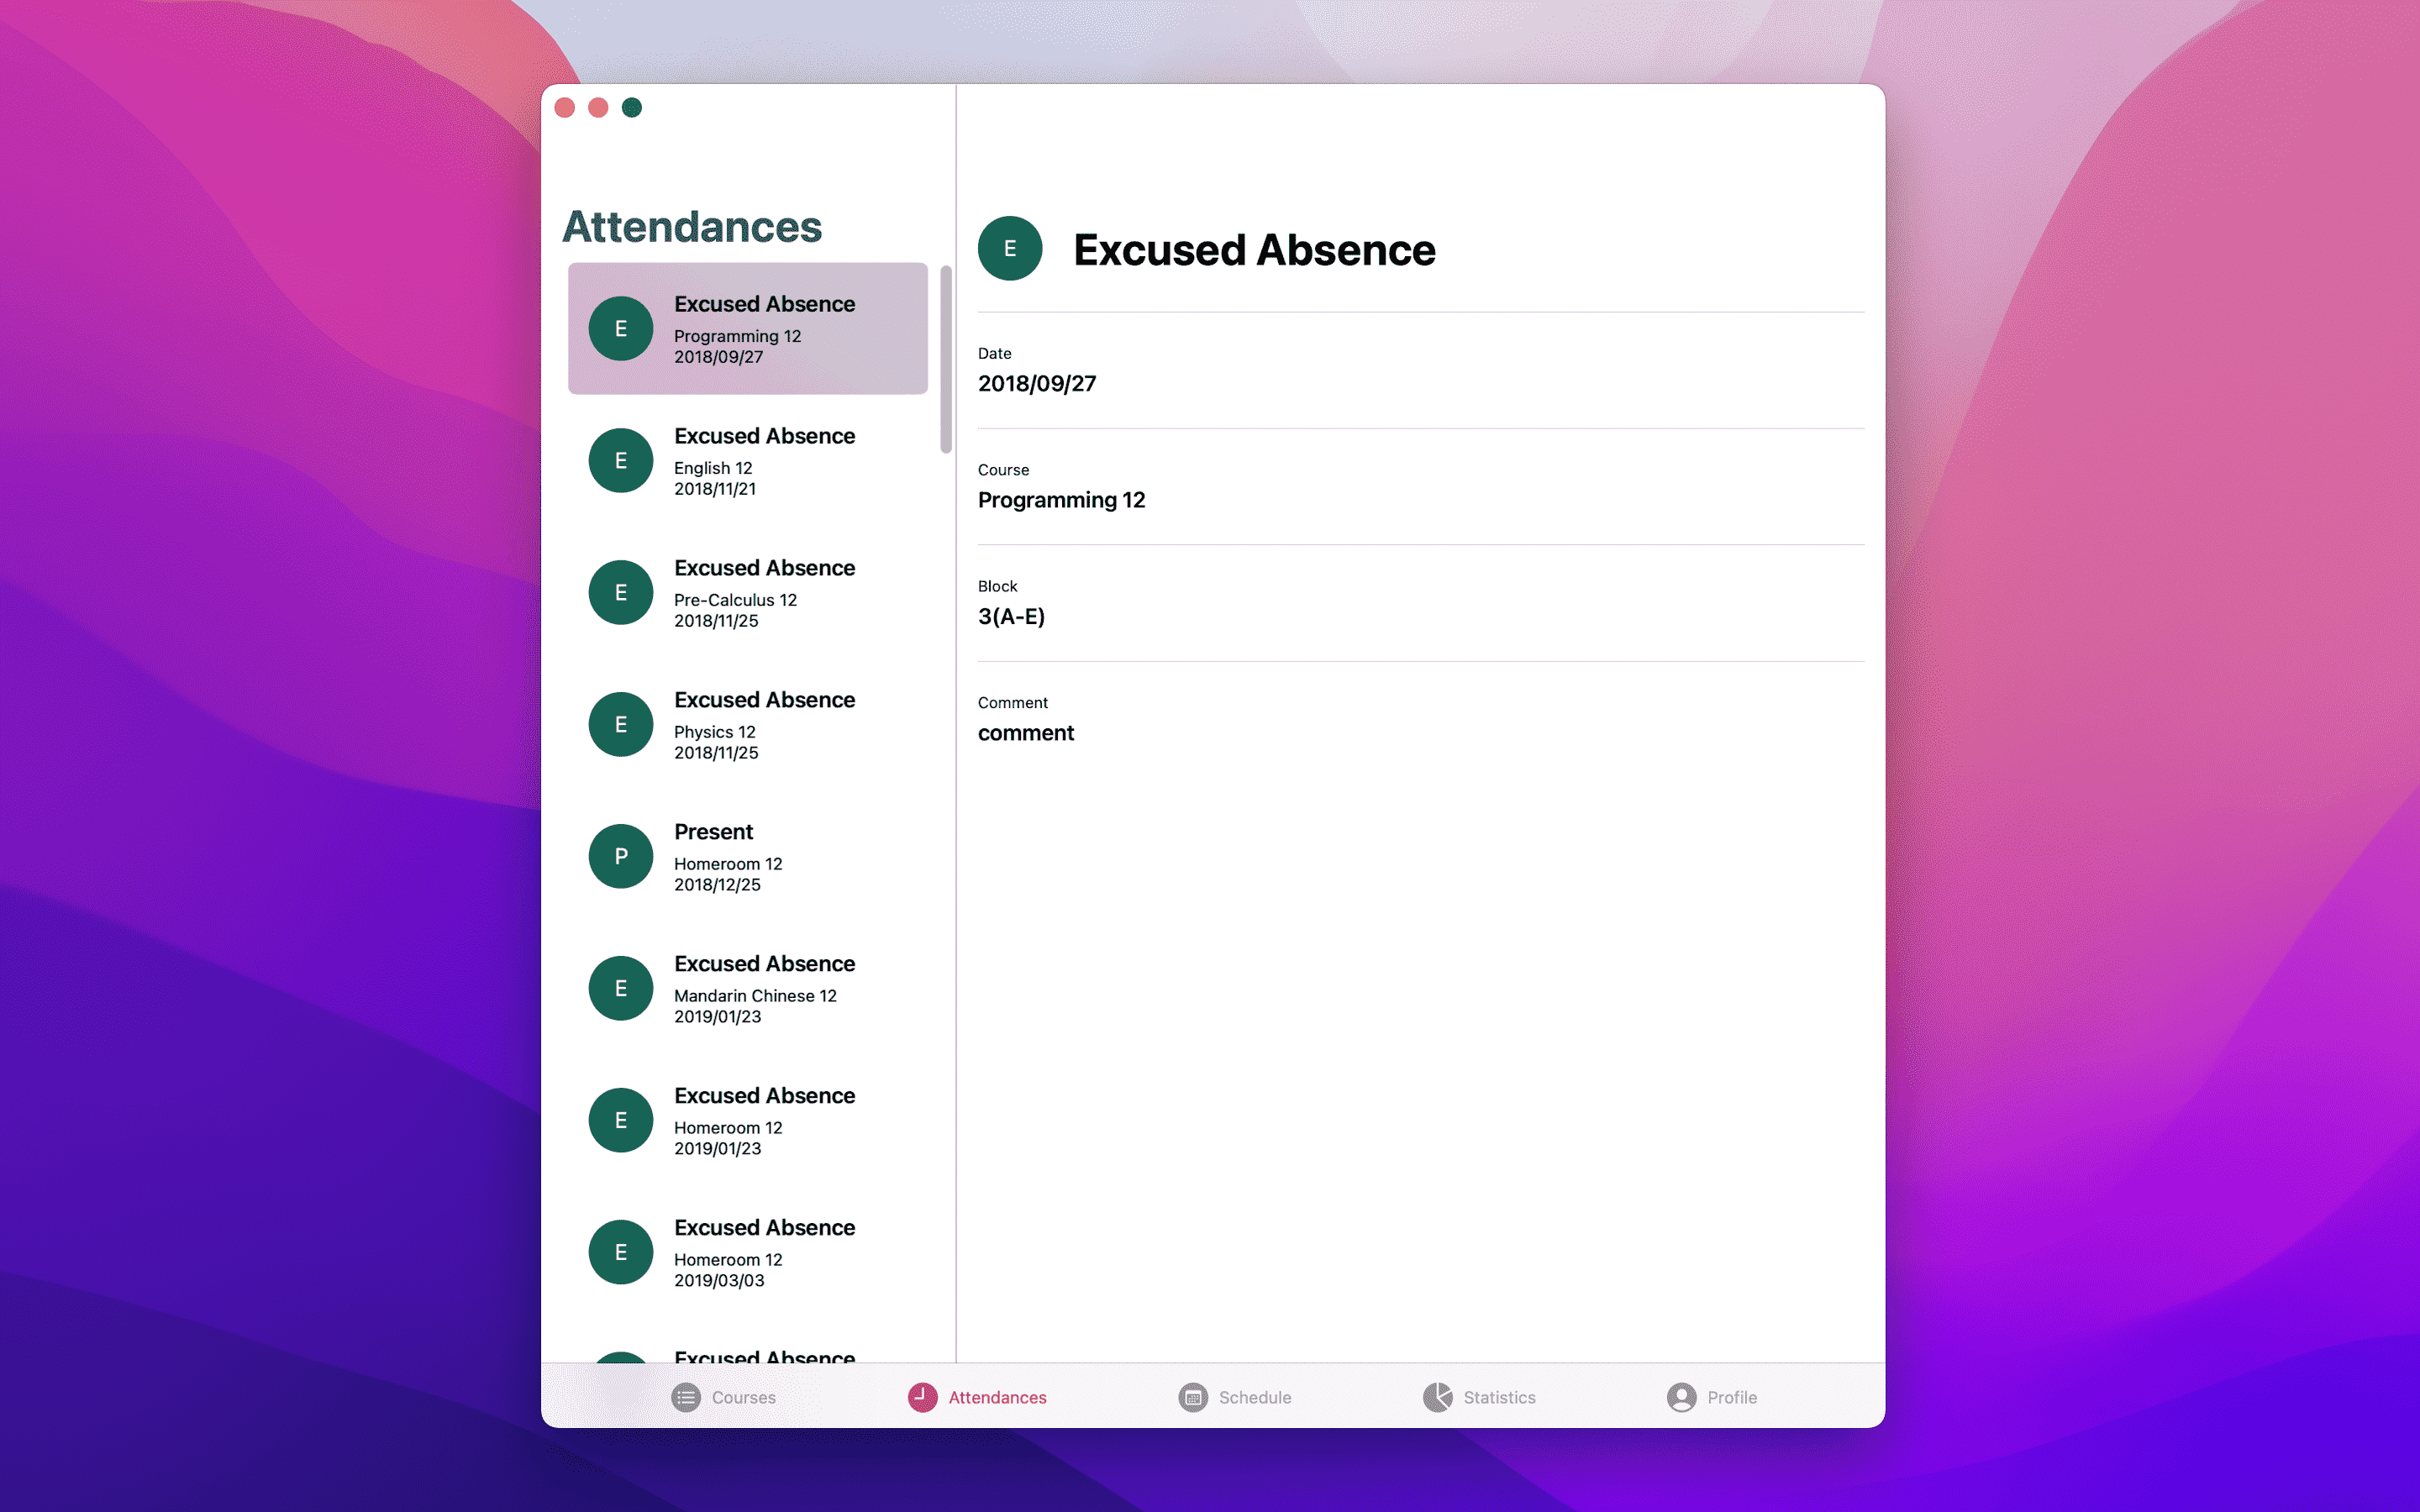 Attendances
E
Excused Absence
Programming 12
2018/09/27
E
Excused Absence
English 12
2018/11/21
E
Excused Absence
Pre-Calculus 12
2018/11/25
E
Excused Absence
Physics 12
2018/11/25
P
Present
Homeroom 12
2018/12/25
E
Excused Absence
Mandarin Chinese 12
2019/01/23
E
Excused Absence
Homeroom 12
2019/01/23
E
Excused Absence
Homeroom 12
2019/03/03
Excused Absence
E
Excused Absence
Date
2018/09/27
Course
Programming 12
Block
3(A-E)
Comment
comment
Courses
Attendances
Schedule
Statistics
Profile